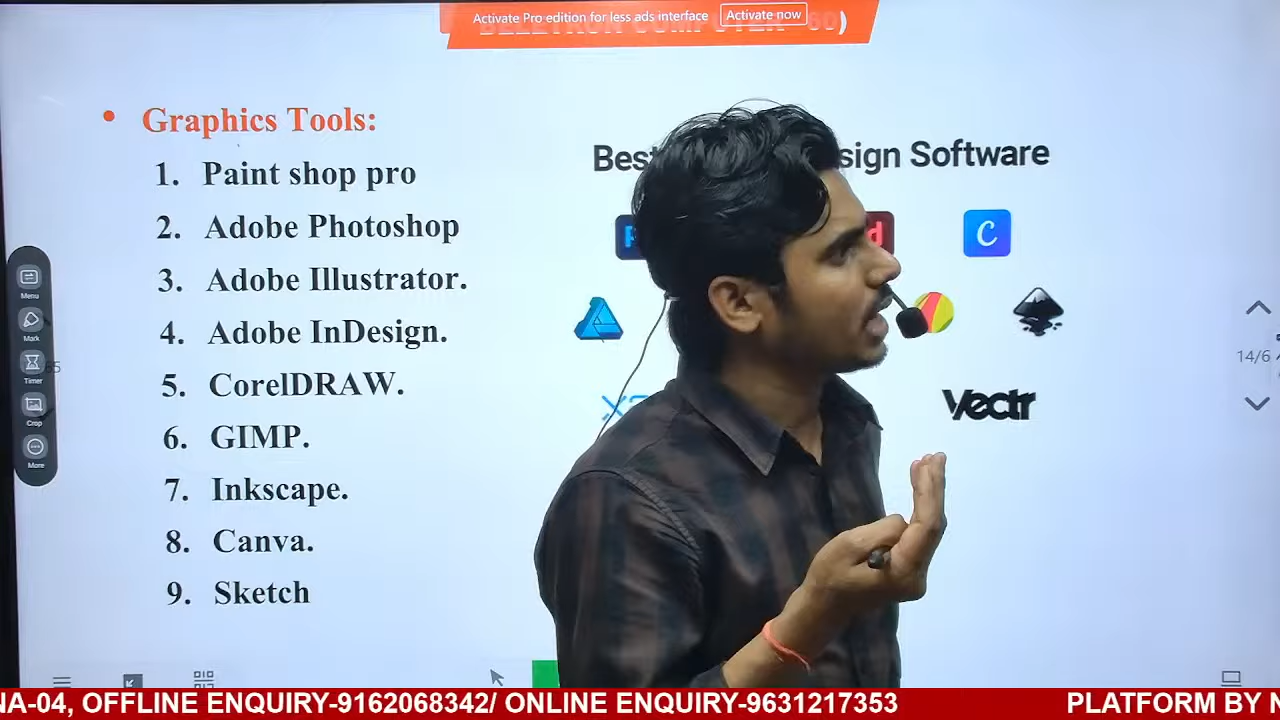 Activate Pro edition for less ads interface Activate now
• Graphics Tools:
1. Paint shop pro
2. Adobe Photoshop
3. Adobe Illustrator.
4. Adobe InDesign.
5. CorelDRAW.
6. GIMP.
7. Inkscape.
8. Canva.
9. Sketch
Best sign Software
C
Vectr
Menu
Mark
Timer
Crop
More
14/6
NA-04, OFFLINE ENQUIRY-9162068342/ ONLINE ENQUIRY-9631217353 PLATFORM BY N